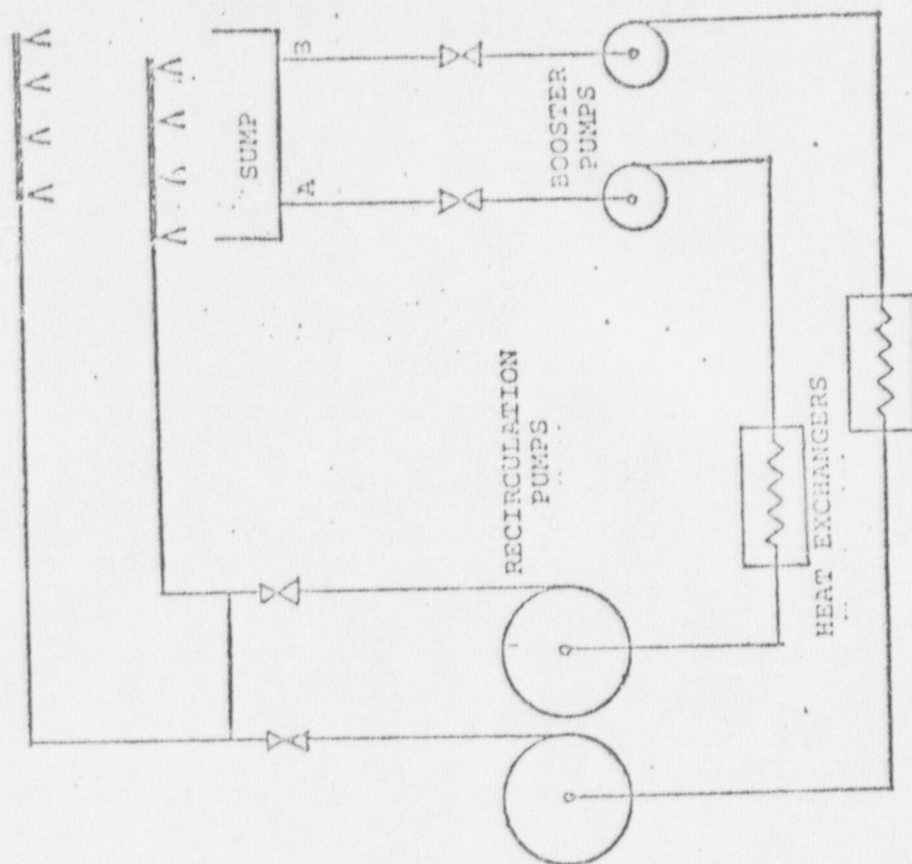 SUMP
A
B
BOOSTER
PUMPS
RECIRCULATION
PUMPS
HEAT EXCHANGERS